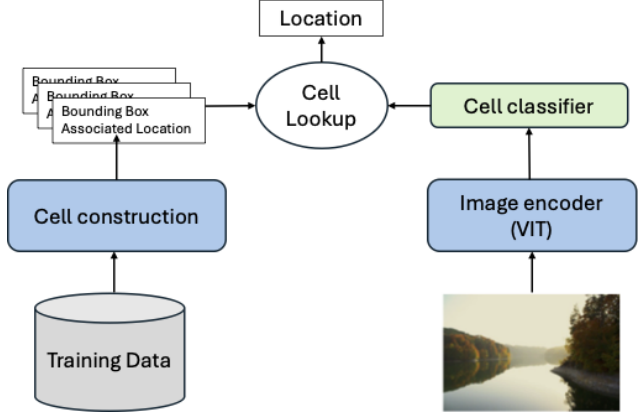 Location
Bounding Box
A
Bounding Box
A
Bounding Box
Associated Location
Cell
Lookup
Cell classifier
Cell construction
Image encoder
(VIT)
Training Data